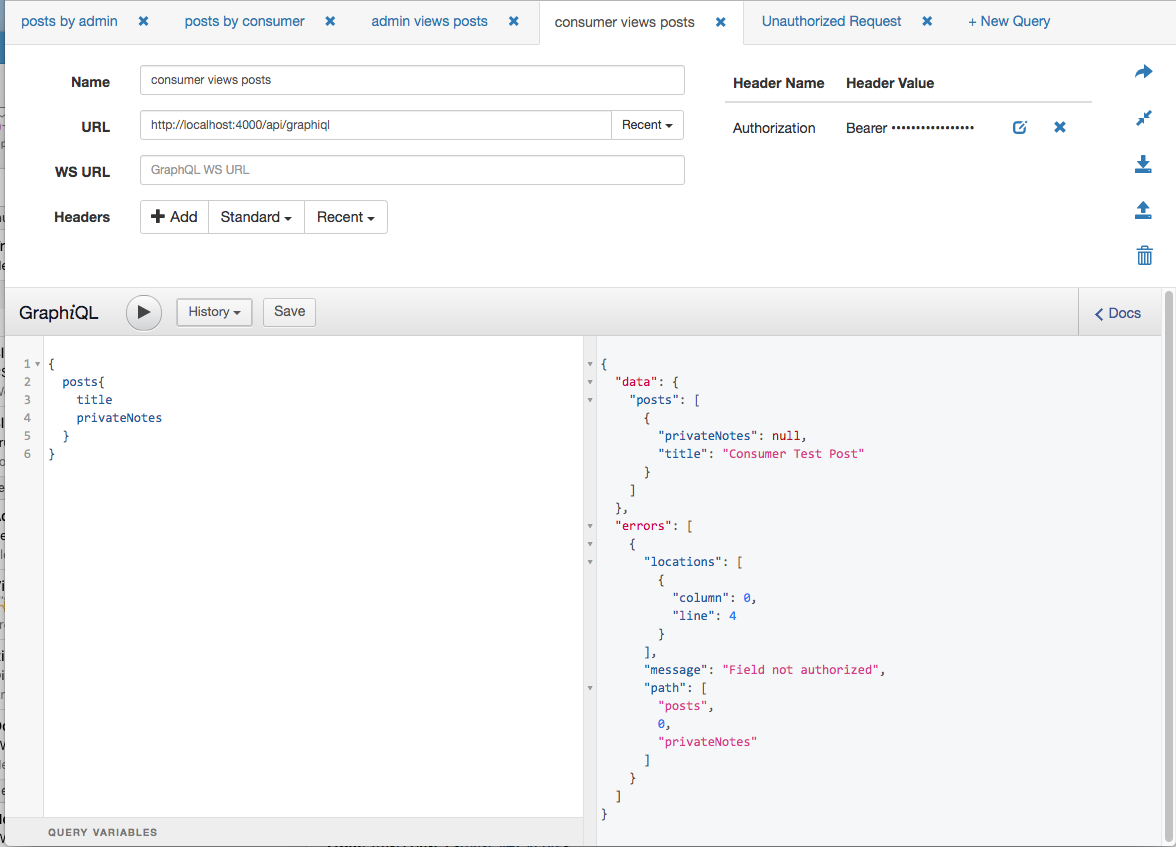 posts by admin ✖ posts by consumer ✖ admin views posts ✖ consumer views posts ✖ Unauthorized Request ✖ + New Query
Name consumer views posts
URL http://localhost:4000/api/graphiql Recent
WS URL GraphQL WS URL
Headers + Add Standard Recent
Header Name Header Value
Authorization Bearer •••••••••••••••••
GraphiQL History Save Docs
1 {
2 posts{
3 title
4 privateNotes
5 }
6 }
QUERY VARIABLES
{
"data": {
"posts": [
{
"privateNotes": null,
"title": "Consumer Test Post"
}
]
},
"errors": [
{
"locations": [
{
"column": 0,
"line": 4
}
],
"message": "Field not authorized",
"path": [
"posts",
0,
"privateNotes"
]
}
]
}